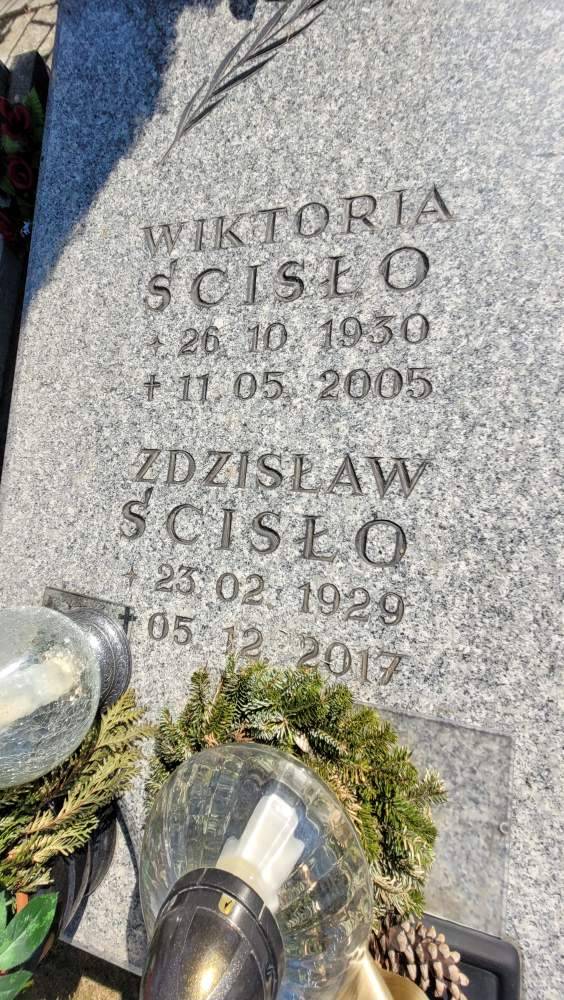 WIKTORIA
ŚCISŁO
* 26 10 1930
† 11 05 2005
ZDZISŁAW
ŚCISŁO
* 23 02 1929
† 05 12 2017